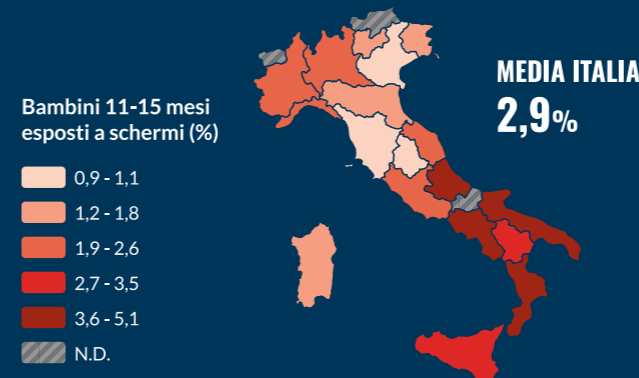 MEDIA ITALIA
2,9%
Bambini 11-15 mesi
esposti a schermi (%)
0,9 - 1,1
1,2 - 1,8
1,9 - 2,6
2,7 - 3,5
3,6 - 5,1
N.D.